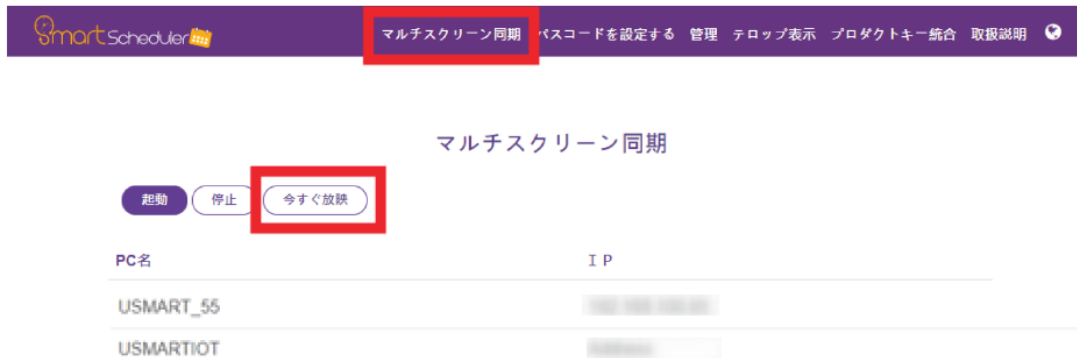 Smart Scheduler マルチスクリーン同期 パスコードを設定する 管理 テロップ表示 プロダクトキー統合 取扱説明
マルチスクリーン同期
起動 停止 今すぐ放映
PC名 IP
USMART_55
USMARTIOT